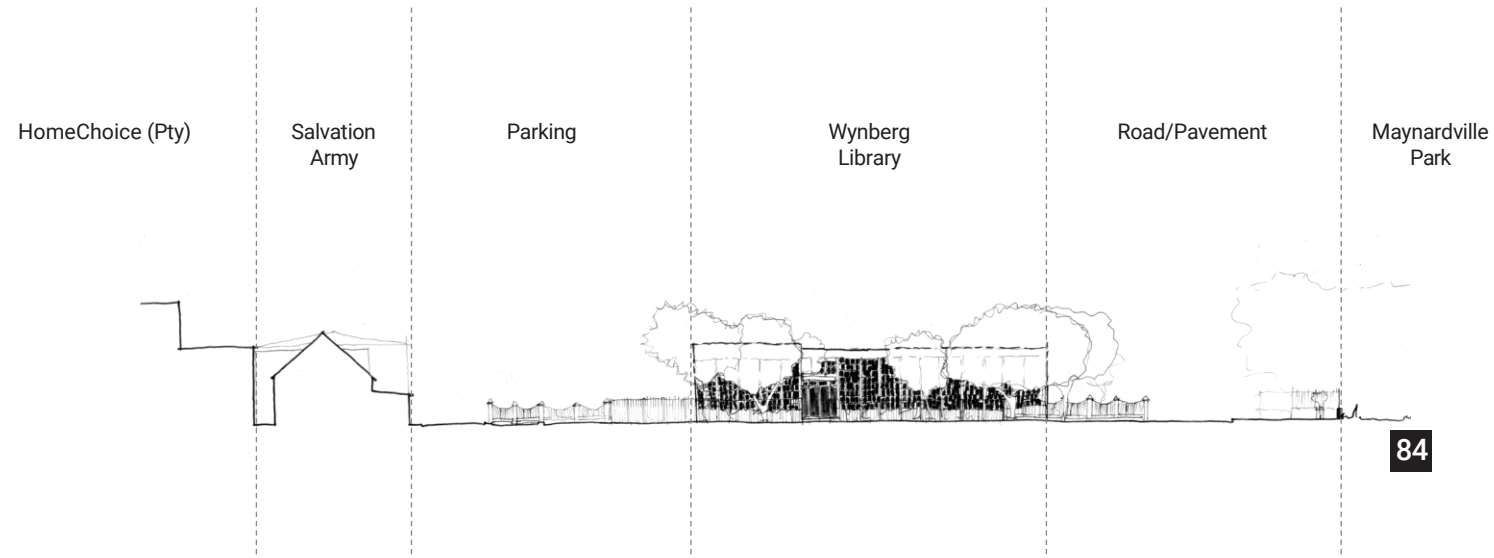 HomeChoice (Pty)
Salvation
Army
Parking
Wynberg
Library
Road/Pavement
Maynardville
Park
84